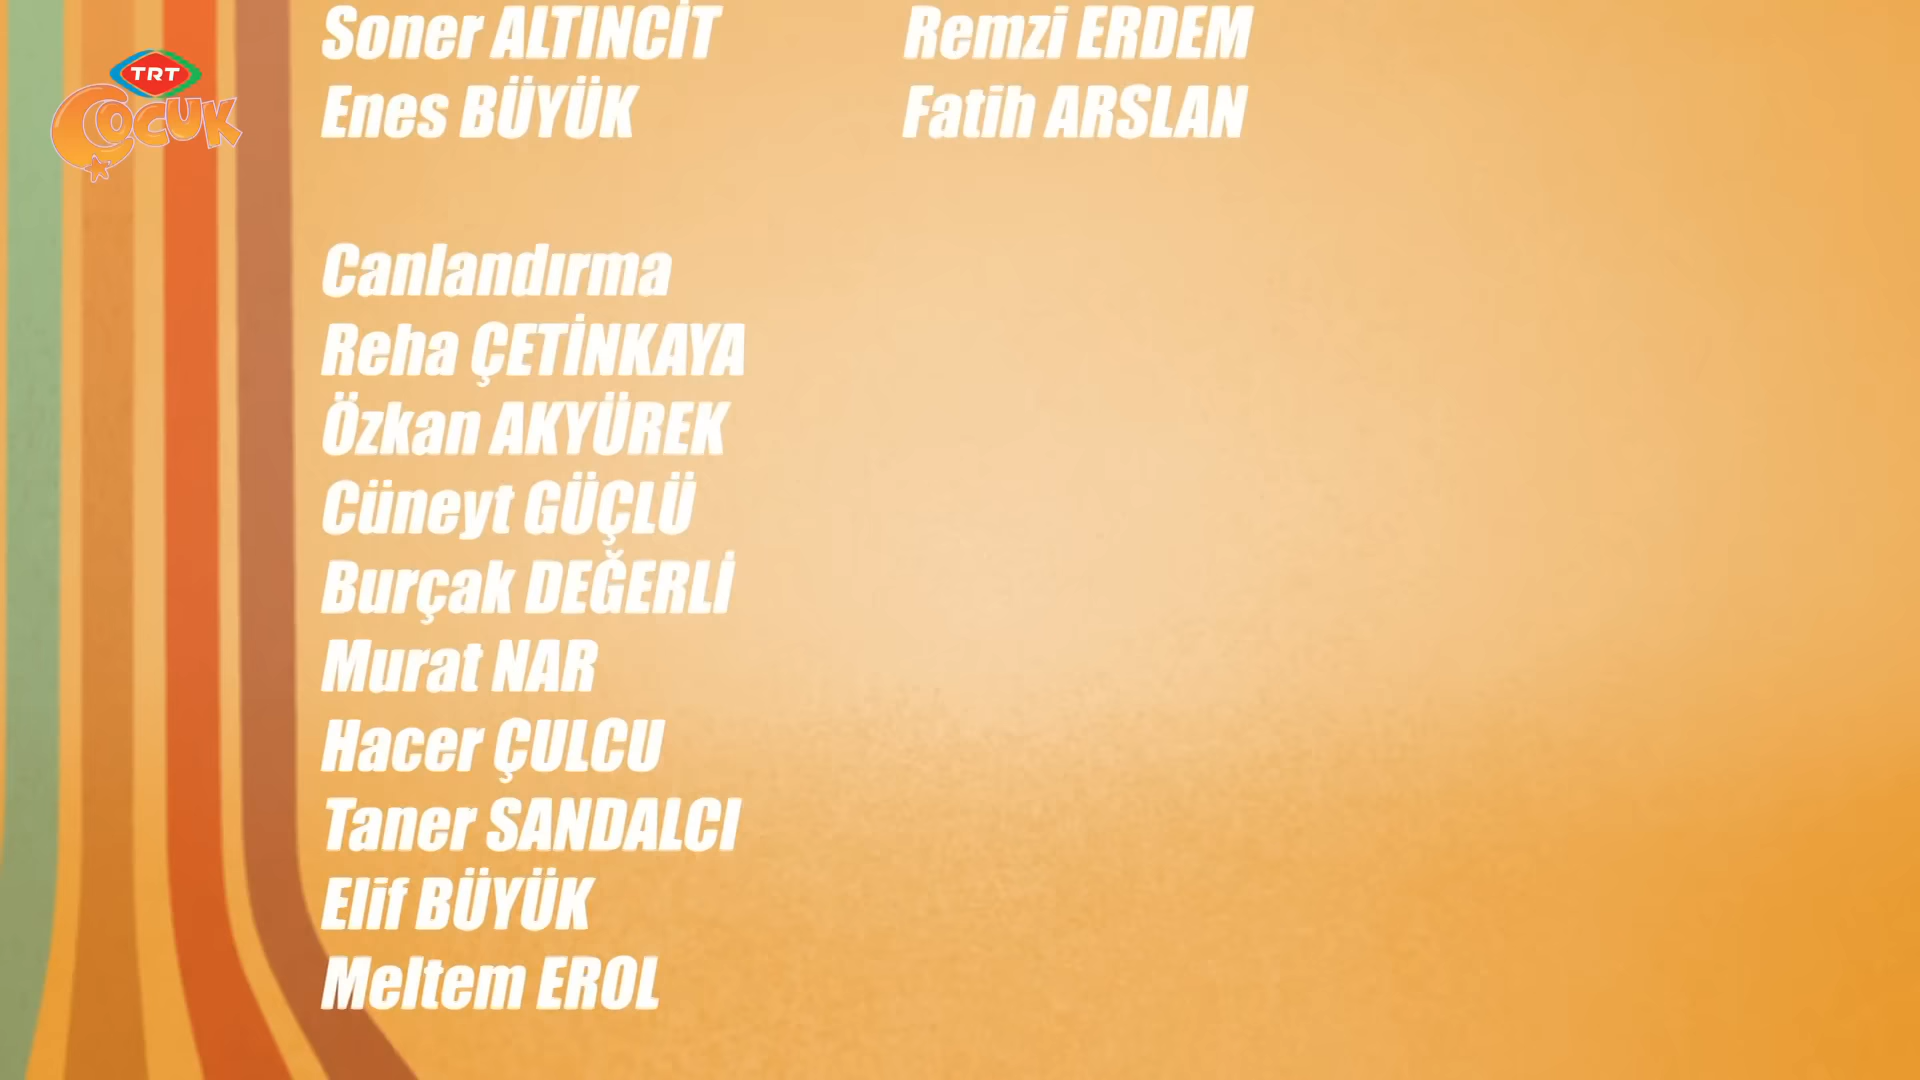 TRT
ÇOCUK
Soner ALTINCİT Remzi ERDEM
Enes BÜYÜK Fatih ARSLAN
Canlandırma
Reha ÇETİNKAYA
Özkan AKYÜREK
Cüneyt GÜÇLÜ
Burçak DEĞERLİ
Murat NAR
Hacer ÇULCU
Taner SANDALCI
Elif BÜYÜK
Meltem EROL